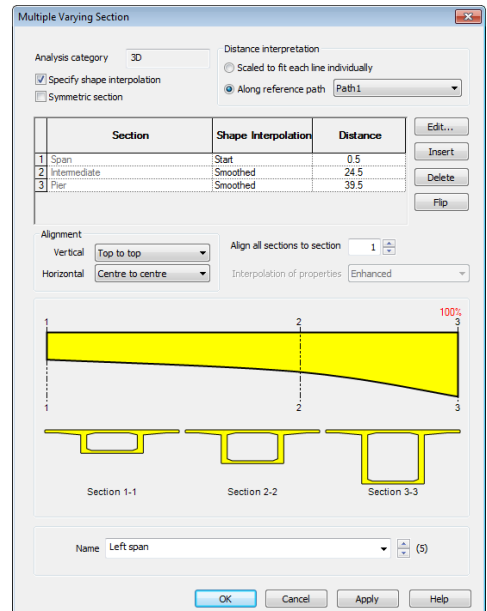 Multiple Varying Section
Analysis category 3D
Distance interpretation
Scaled to fit each line individually
Specify shape interpolation
Along reference path Path1
Symmetric section
Section Shape Interpolation Distance
Edit...
1 Span Start 0.5
Insert
2 Intermediate Smoothed 24.5
3 Pier Smoothed 39.5
Delete
Flip
Alignment
Vertical Top to top
Align all sections to section 1
Horizontal Centre to centre
Interpolation of properties Enhanced
100%
1 2 3
1 2 3
Section 1-1 Section 2-2 Section 3-3
Name Left span (5)
OK Cancel Apply Help